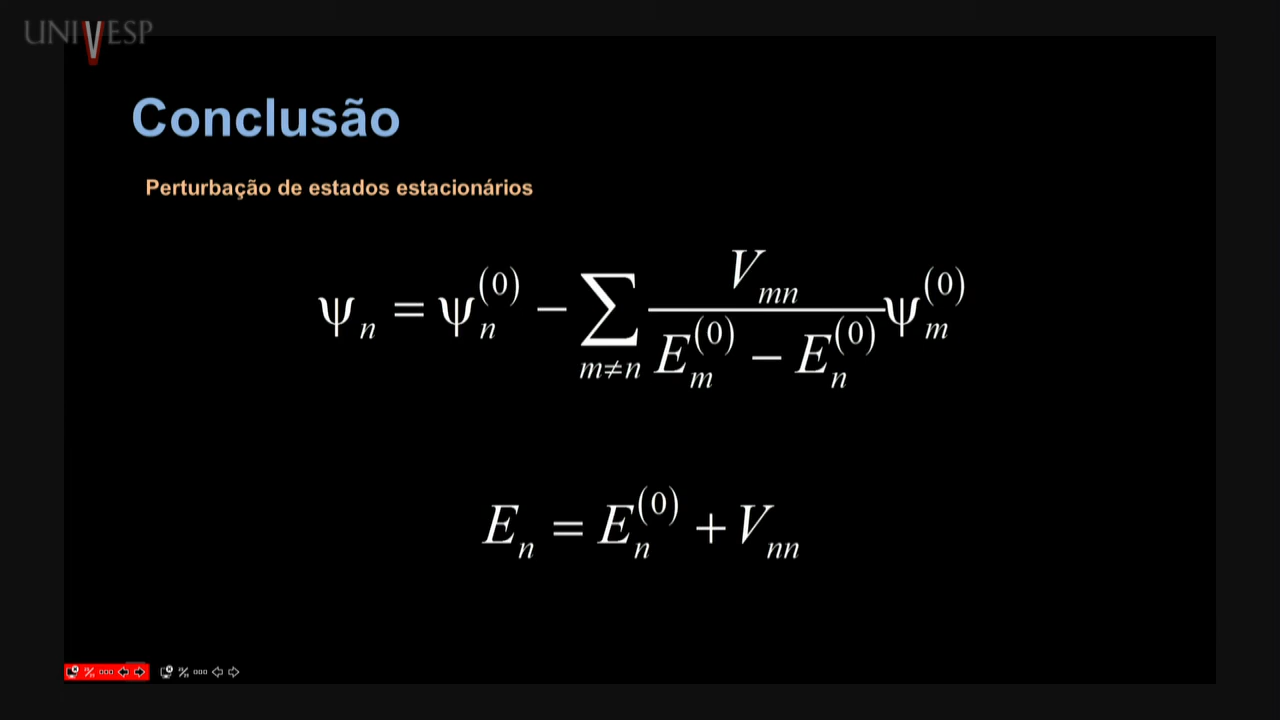 UNIVESP
Conclusão
Perturbação de estados estacionários
ψ_n = ψ_n^(0) − ∑_{m≠n} V_mn / (E_m^(0) − E_n^(0)) ψ_m^(0)
E_n = E_n^(0) + V_nn